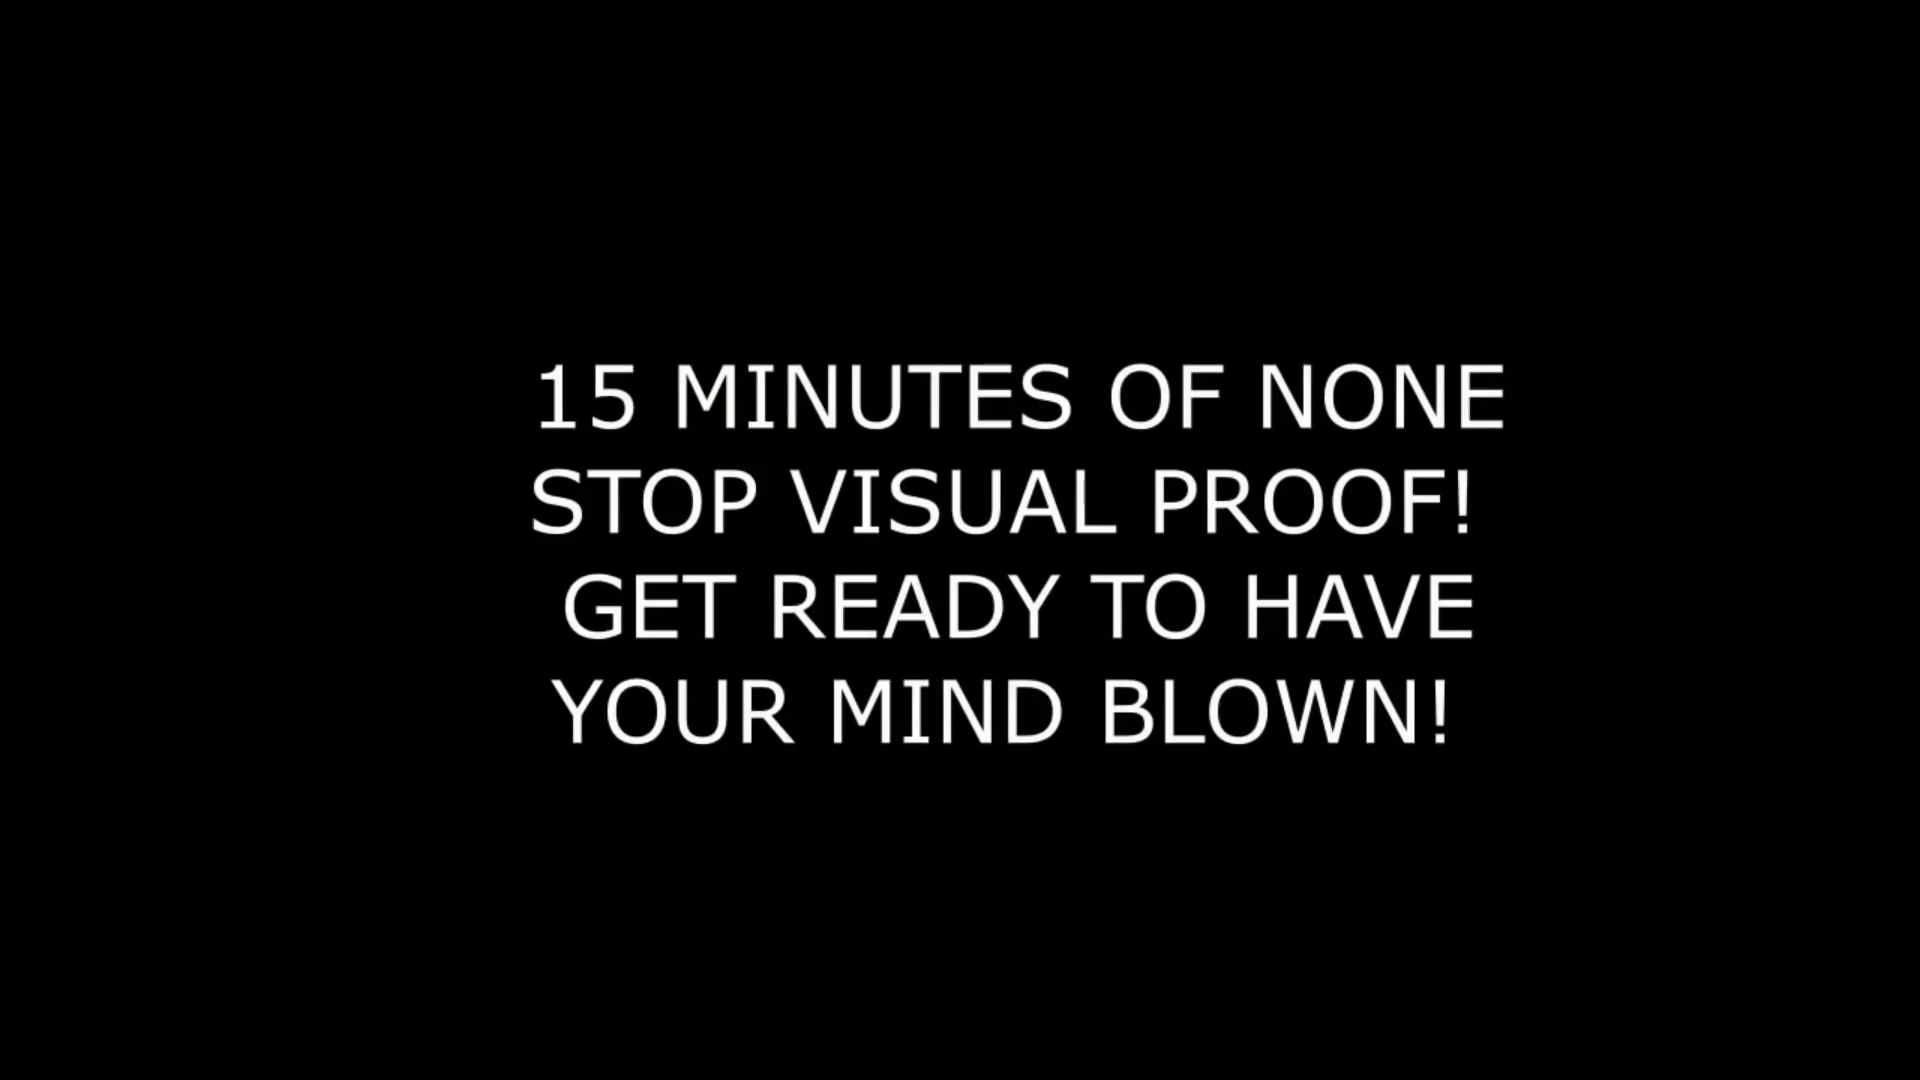 15 MINUTES OF NONE
STOP VISUAL PROOF!
GET READY TO HAVE
YOUR MIND BLOWN!